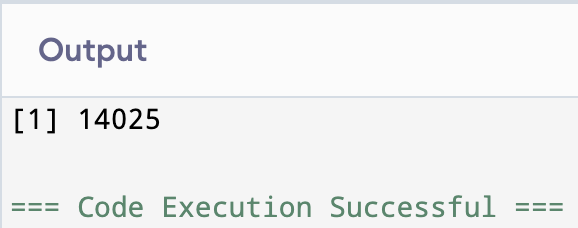 Output
[1] 14025
=== Code Execution Successful ===